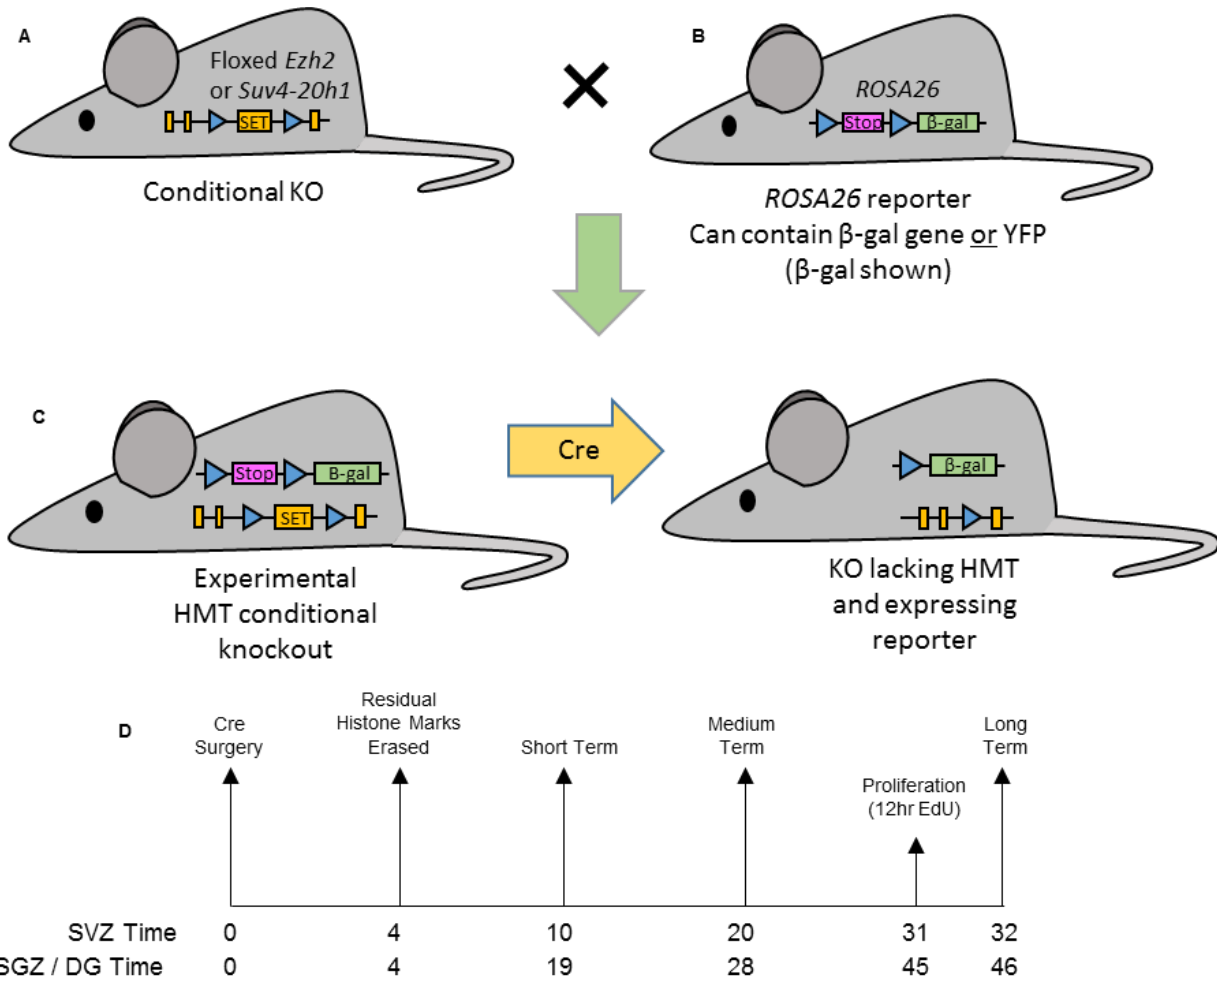 A
Floxed Ezh2
or Suv4-20h1
SET
Conditional KO
B
ROSA26
Stop
β-gal
ROSA26 reporter
Can contain β-gal gene or YFP
(β-gal shown)
C
Stop
B-gal
SET
Experimental
HMT conditional
knockout
Cre
β-gal
KO lacking HMT
and expressing
reporter
D
Cre
Surgery
Residual
Histone Marks
Erased
Short Term
Medium
Term
Proliferation
(12hr EdU)
Long
Term
SVZ Time 0 4 10 20 31 32
SGZ / DG Time 0 4 19 28 45 46